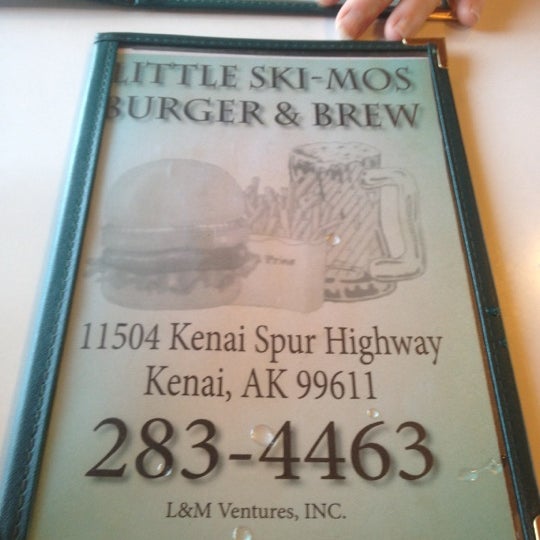 LITTLE SKI-MOS
BURGER & BREW
11504 Kenai Spur Highway
Kenai, AK 99611
283-4463
L&M Ventures, INC.